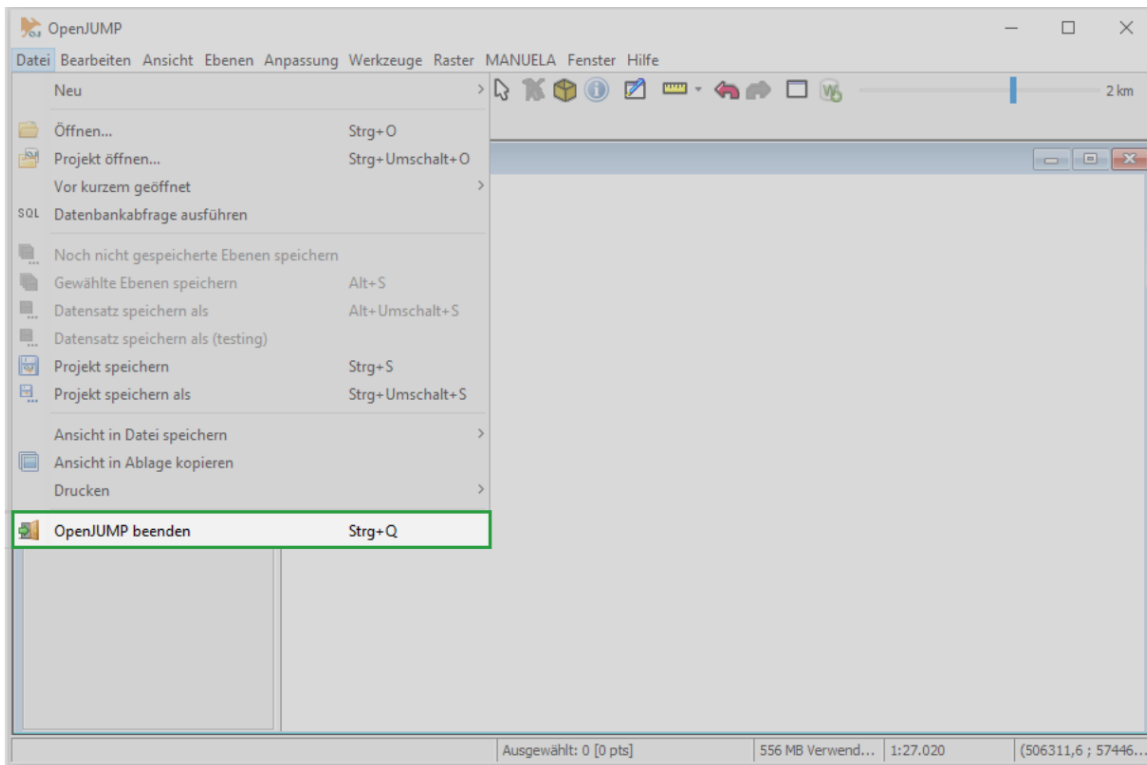 OpenJUMP
Datei Bearbeiten Ansicht Ebenen Anpassung Werkzeuge Raster MANUELA Fenster Hilfe
2 km
Neu
Öffnen... Strg+O
Projekt öffnen... Strg+Umschalt+O
Vor kurzem geöffnet
SQL Datenbankabfrage ausführen
Noch nicht gespeicherte Ebenen speichern
Gewählte Ebenen speichern Alt+S
Datensatz speichern als Alt+Umschalt+S
Datensatz speichern als (testing)
Projekt speichern Strg+S
Projekt speichern als Strg+Umschalt+S
Ansicht in Datei speichern
Ansicht in Ablage kopieren
Drucken
OpenJUMP beenden Strg+Q
Ausgewählt: 0 [0 pts] 556 MB Verwend... 1:27.020 (506311,6 ; 57446...